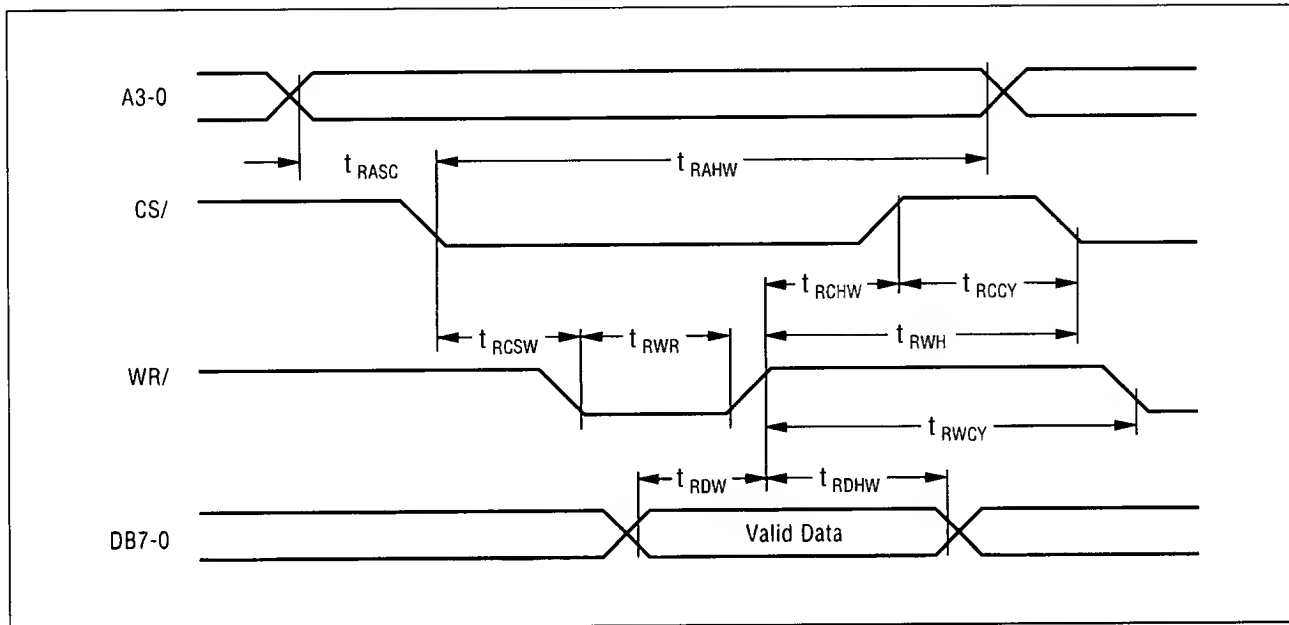 A3-0
t RASC
t RAHW
CS/
t RCHW
t RCCY
t RCSW
t RWR
t RWH
WR/
t RWCY
t RDW
t RDHW
DB7-0
Valid Data